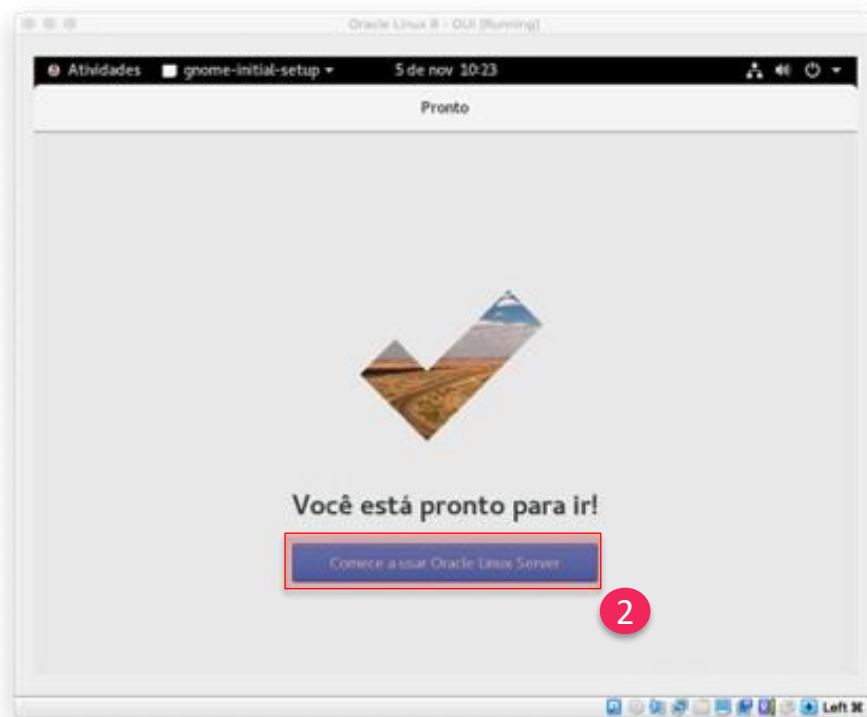 Oracle Linux 8 - OUI [Running]
Atividades gnome-initial-setup 5 de nov 10:23
Pronto
Você está pronto para ir!
Comece a usar Oracle Linux Server
2
Left ⌘